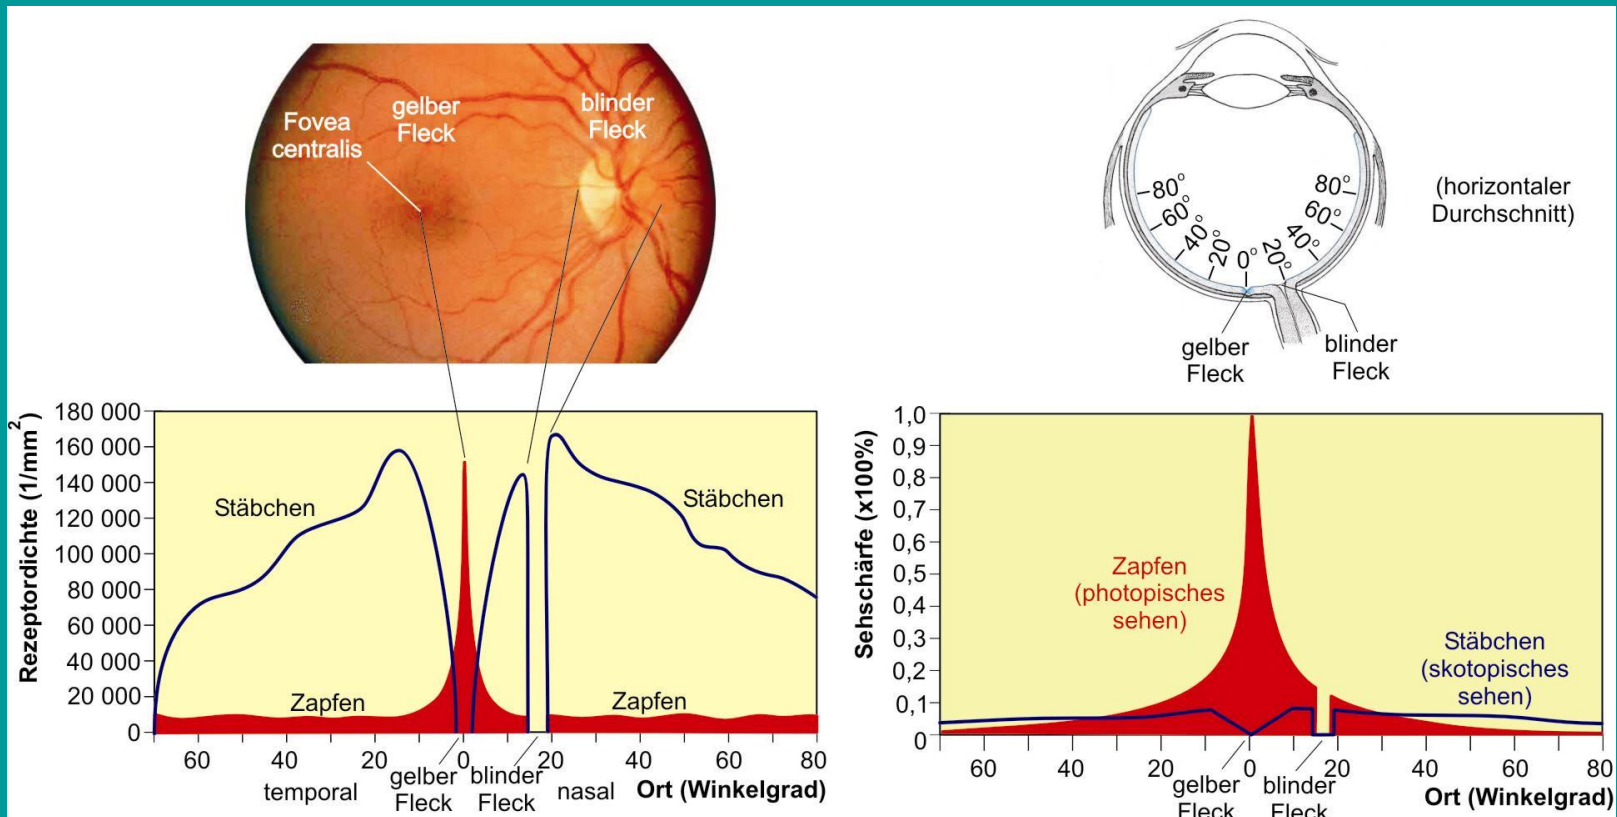 Fovea
centralis
gelber
Fleck
blinder
Fleck
80°
60°
40°
20°
0°
20°
40°
60°
80°
(horizontaler
Durchschnitt)
gelber
Fleck
blinder
Fleck
Rezeptordichte (1/mm²)
180 000
160 000
140 000
120 000
100 000
80 000
60 000
40 000
20 000
0
Stäbchen
Stäbchen
Zapfen
Zapfen
60 40 20 0 20 40 60 80
temporal
gelber
Fleck
blinder
Fleck
nasal
Ort (Winkelgrad)
Sehschärfe (x100%)
1,0
0,9
0,8
0,7
0,6
0,5
0,4
0,3
0,2
0,1
0
Zapfen
(photopisches
sehen)
Stäbchen
(skotopisches
sehen)
60 40 20 0 20 40 60 80
gelber
Fleck
blinder
Fleck
Ort (Winkelgrad)